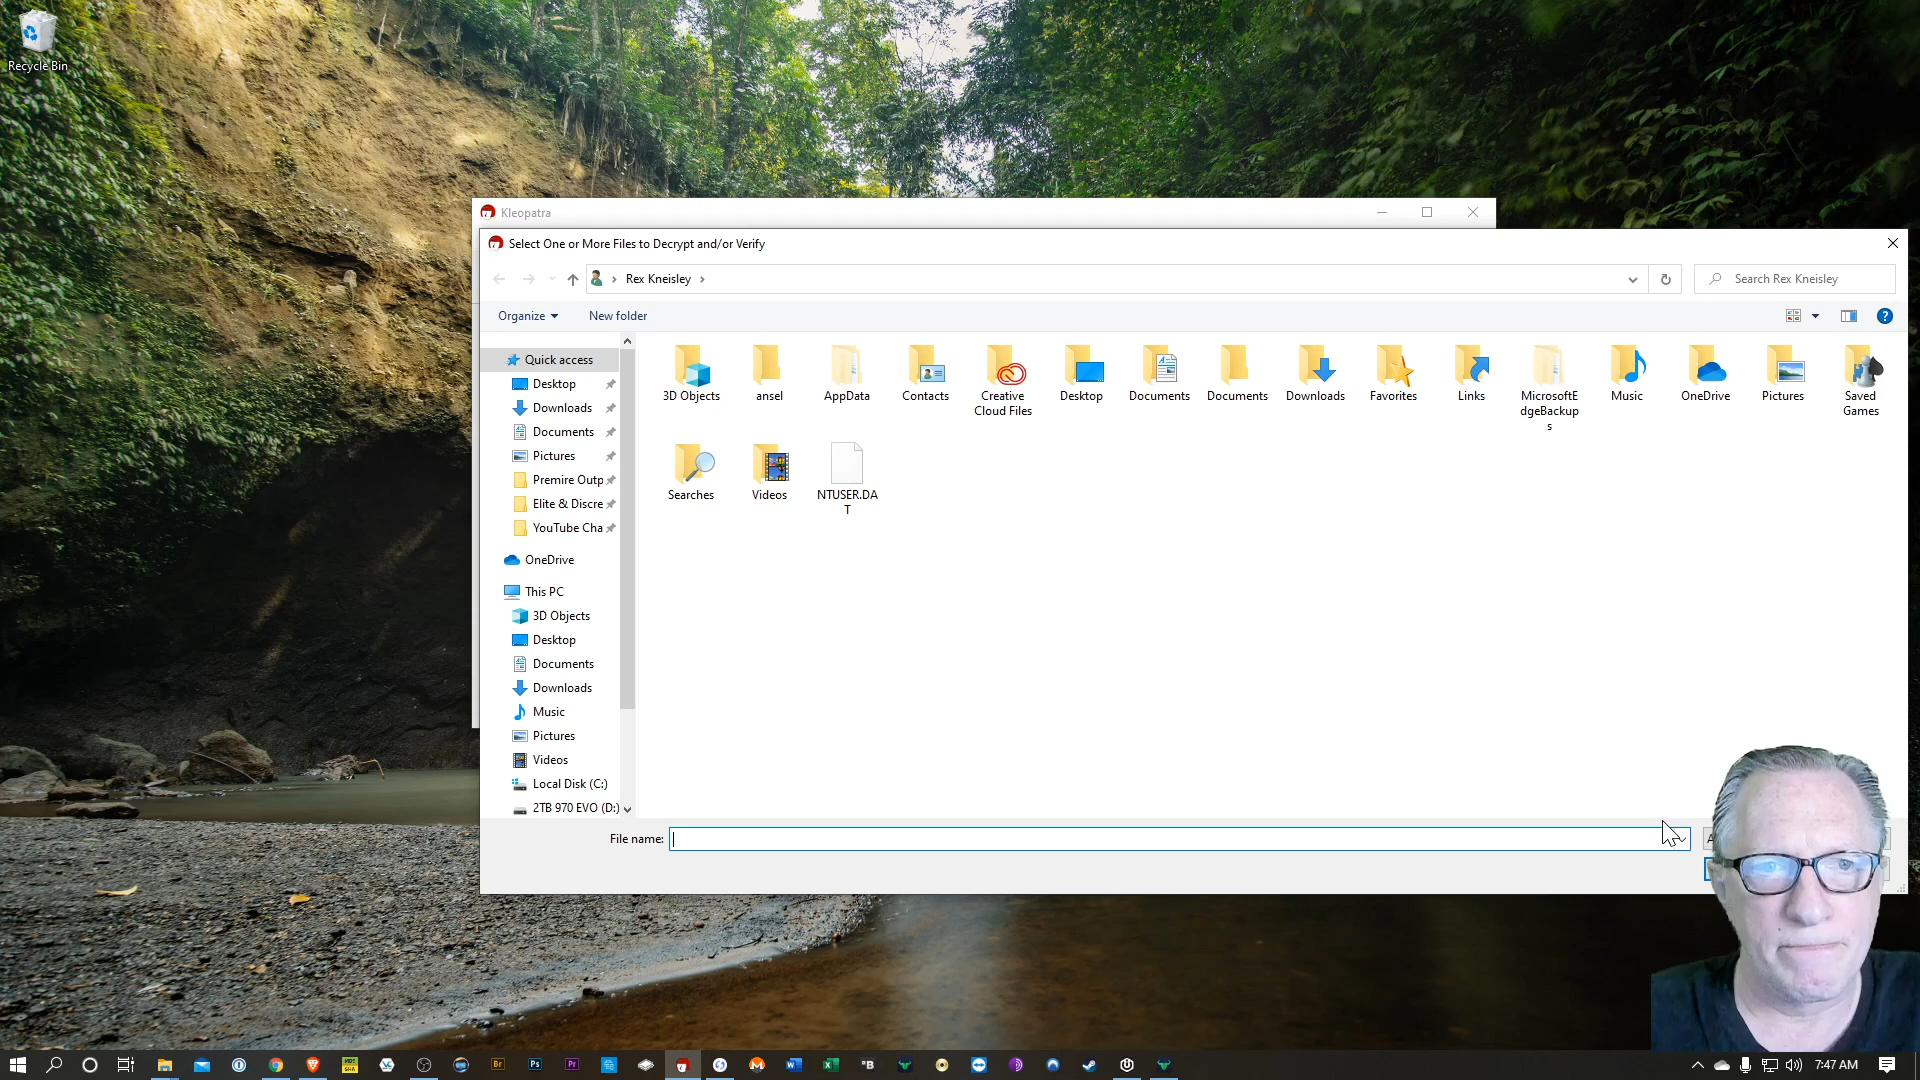 Recycle Bin
Kleopatra
Select One or More Files to Decrypt and/or Verify
Rex Kneisley
Search Rex Kneisley
Organize
New folder
Quick access
Desktop
Downloads
Documents
Pictures
Premire Outp
Elite & Discre
YouTube Cha
OneDrive
This PC
3D Objects
Desktop
Documents
Downloads
Music
Pictures
Videos
Local Disk (C:)
2TB 970 EVO (D:)
3D Objects
ansel
AppData
Contacts
Creative
Cloud Files
Desktop
Documents
Documents
Downloads
Favorites
Links
MicrosoftE
dgeBackup
s
Music
OneDrive
Pictures
Saved
Games
Searches
Videos
NTUSER.DA
T
File name:
Br
Ps
Pr
B
7:47 AM